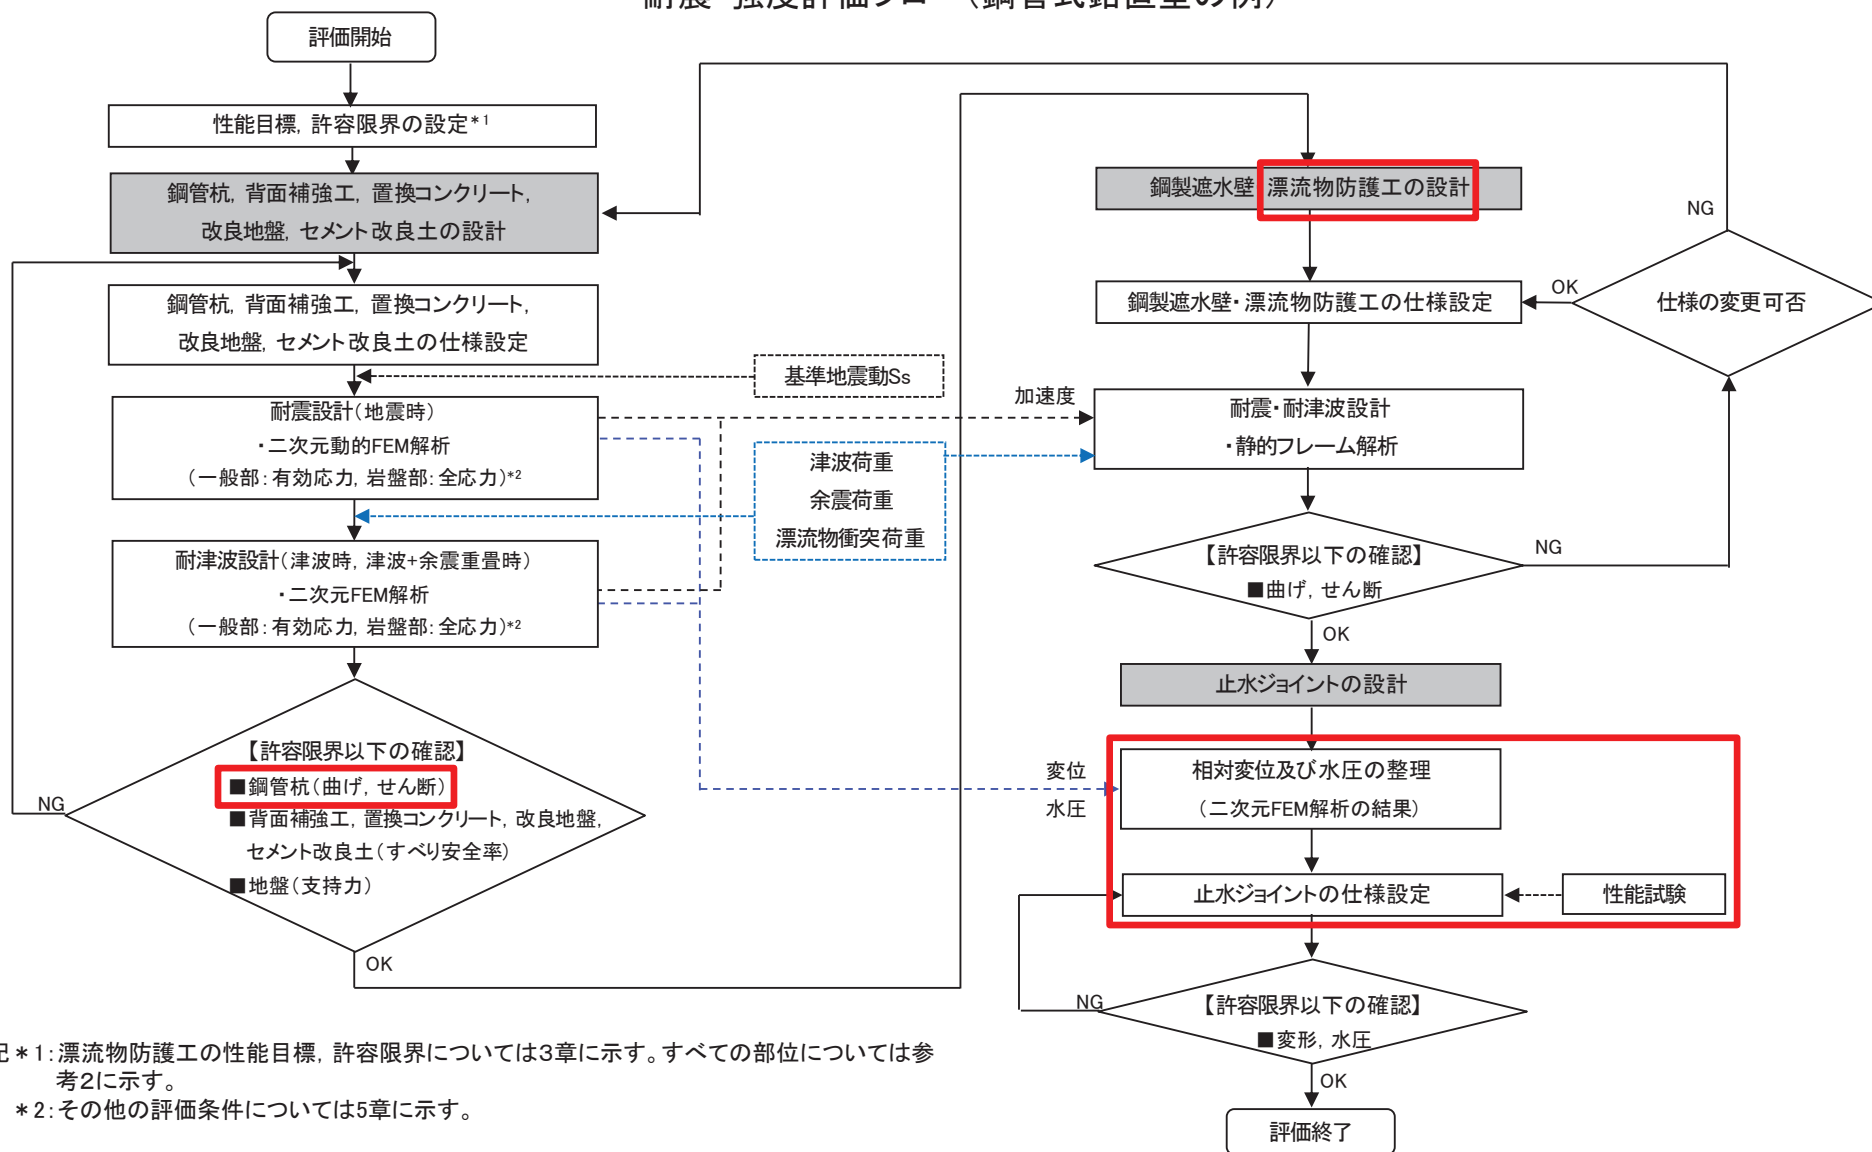 評価開始
性能目標, 許容限界の設定*1
鋼管杭, 背面補強工, 置換コンクリート,
改良地盤, セメント改良土の設計
鋼管杭, 背面補強工, 置換コンクリート,
改良地盤, セメント改良土の仕様設定
基準地震動Ss
耐震設計(地震時)
・二次元動的FEM解析
(一般部:有効応力, 岩盤部:全応力)*2
津波荷重
余震荷重
漂流物衝突荷重
耐津波設計(津波時, 津波+余震重畳時)
・二次元FEM解析
(一般部:有効応力, 岩盤部:全応力)*2
【許容限界以下の確認】
■鋼管杭(曲げ, せん断)
■背面補強工, 置換コンクリート, 改良地盤,
セメント改良土(すべり安全率)
■地盤(支持力)
NG
OK
鋼製遮水壁 漂流物防護工の設計
鋼製遮水壁・漂流物防護工の仕様設定
OK
仕様の変更可否
NG
加速度
耐震・耐津波設計
・静的フレーム解析
【許容限界以下の確認】
■曲げ, せん断
NG
OK
止水ジョイントの設計
変位
水圧
相対変位及び水圧の整理
(二次元FEM解析の結果)
止水ジョイントの仕様設定
性能試験
【許容限界以下の確認】
■変形, 水圧
NG
OK
評価終了
*1:漂流物防護工の性能目標, 許容限界については3章に示す。すべての部位については参
考2に示す。
*2:その他の評価条件については5章に示す。